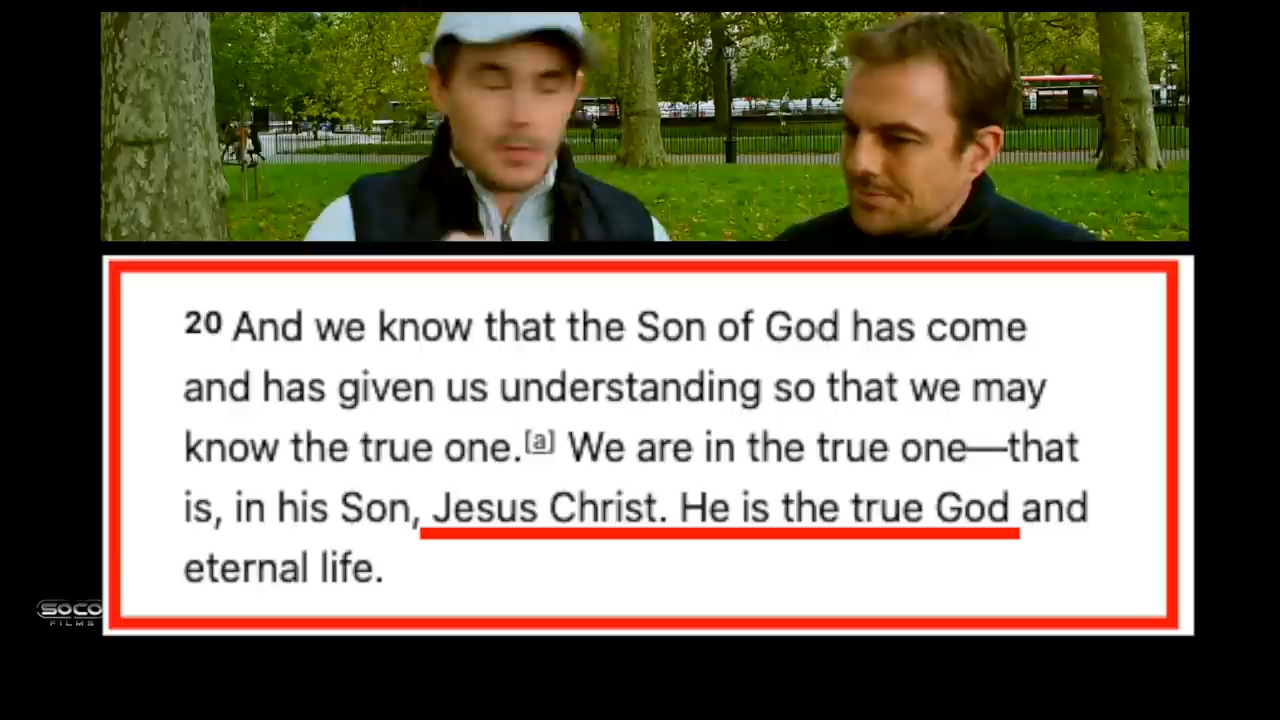 20 And we know that the Son of God has come
and has given us understanding so that we may
know the true one.[a] We are in the true one—that
is, in his Son, Jesus Christ. He is the true God and
eternal life.
SOCO
FILMS